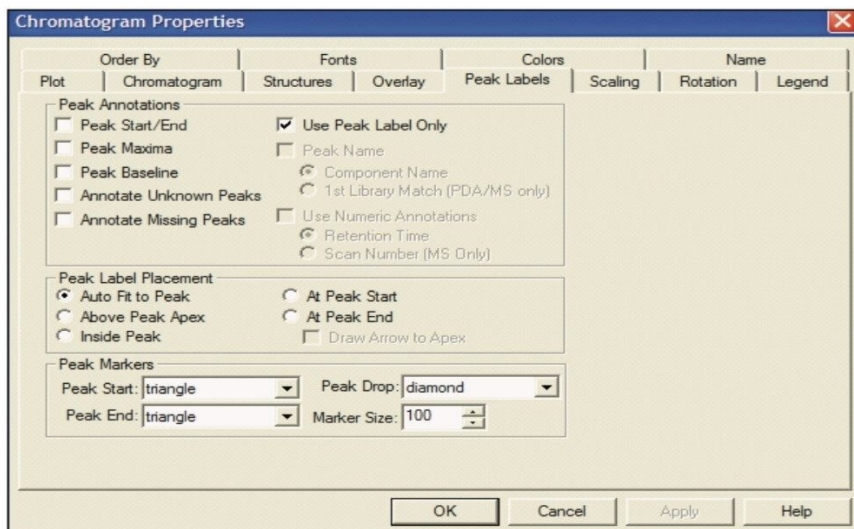 Chromatogram Properties
Order By Fonts Colors Name
Plot Chromatogram Structures Overlay Peak Labels Scaling Rotation Legend
Peak Annotations
Peak Start/End Use Peak Label Only
Peak Maxima Peak Name
Peak Baseline Component Name
Annotate Unknown Peaks 1st Library Match (PDA/MS only)
Annotate Missing Peaks Use Numeric Annotations
Retention Time
Scan Number (MS Only)
Peak Label Placement
Auto Fit to Peak At Peak Start
Above Peak Apex At Peak End
Inside Peak Draw Arrow to Apex
Peak Markers
Peak Start: triangle Peak Drop: diamond
Peak End: triangle Marker Size: 100
OK Cancel Apply Help